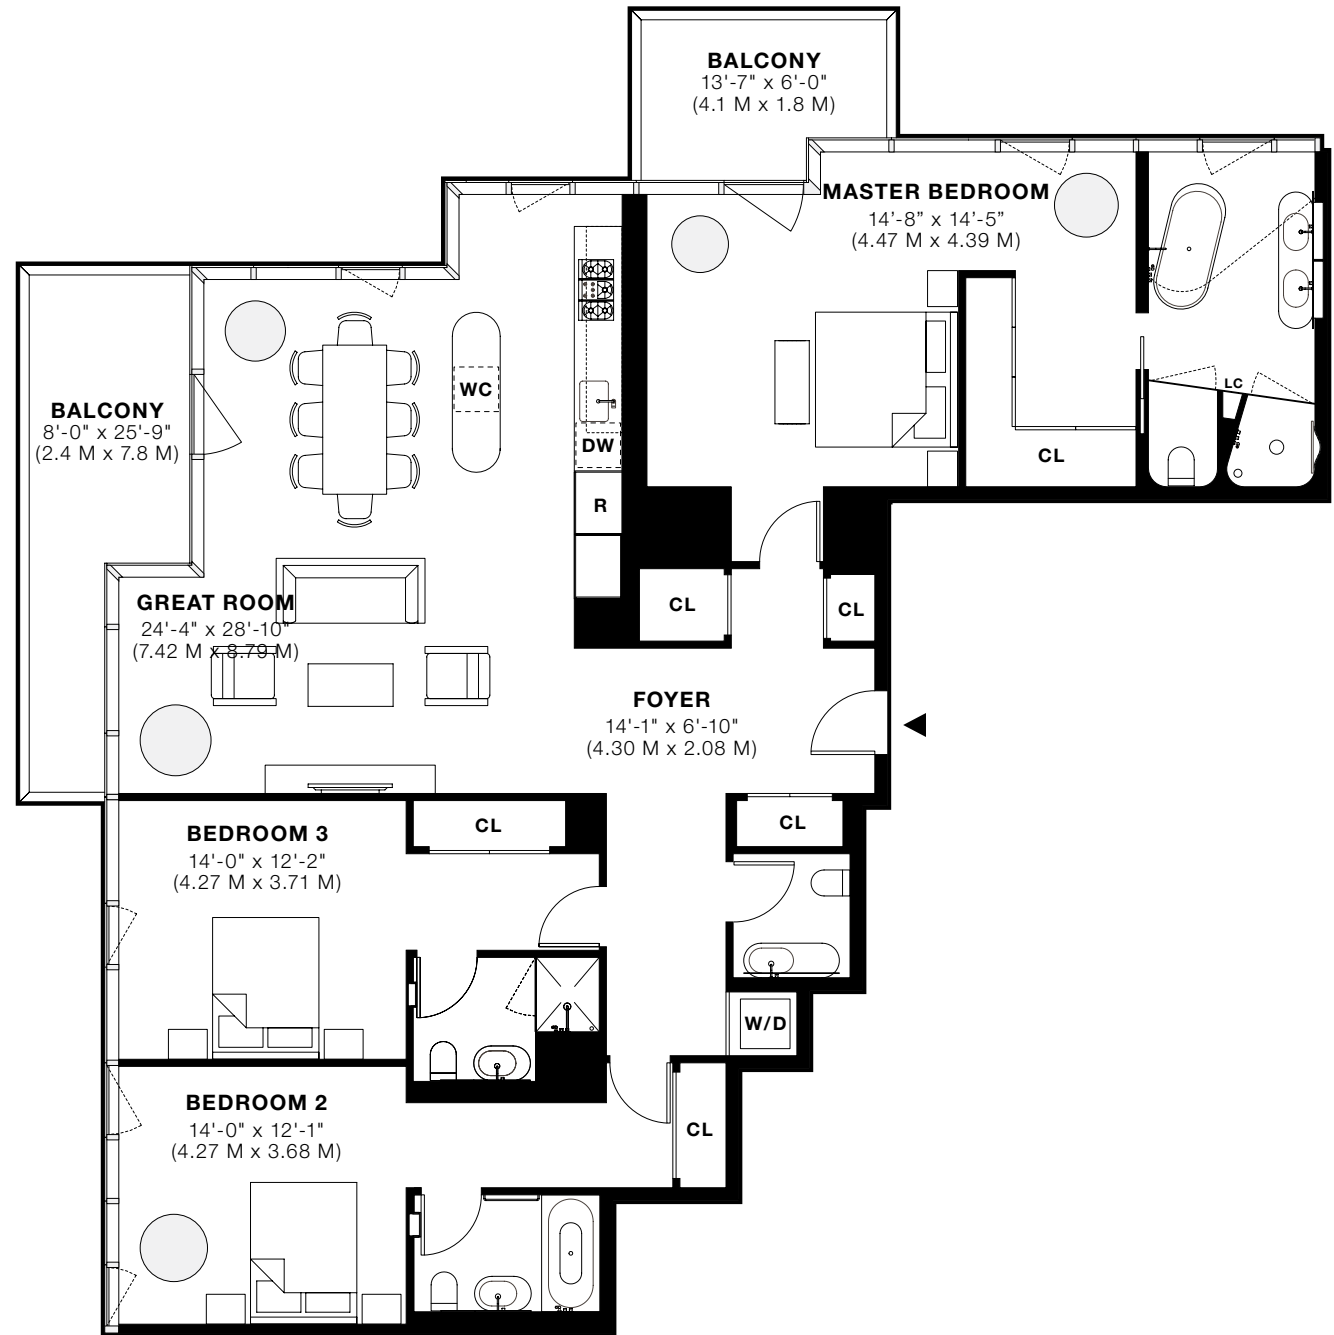 BALCONY
13'-7" x 6'-0"
(4.1 M x 1.8 M)
MASTER BEDROOM
14'-8" x 14'-5"
(4.47 M x 4.39 M)
WC
LC
BALCONY
8'-0" x 25'-9"
(2.4 M x 7.8 M)
DW
CL
R
GREAT ROOM
24'-4" x 28'-10"
(7.42 M x 8.79 M)
CL
CL
FOYER
14'-1" x 6'-10"
(4.30 M x 2.08 M)
BEDROOM 3
14'-0" x 12'-2"
(4.27 M x 3.71 M)
CL
CL
W/D
BEDROOM 2
14'-0" x 12'-1"
(4.27 M x 3.68 M)
CL